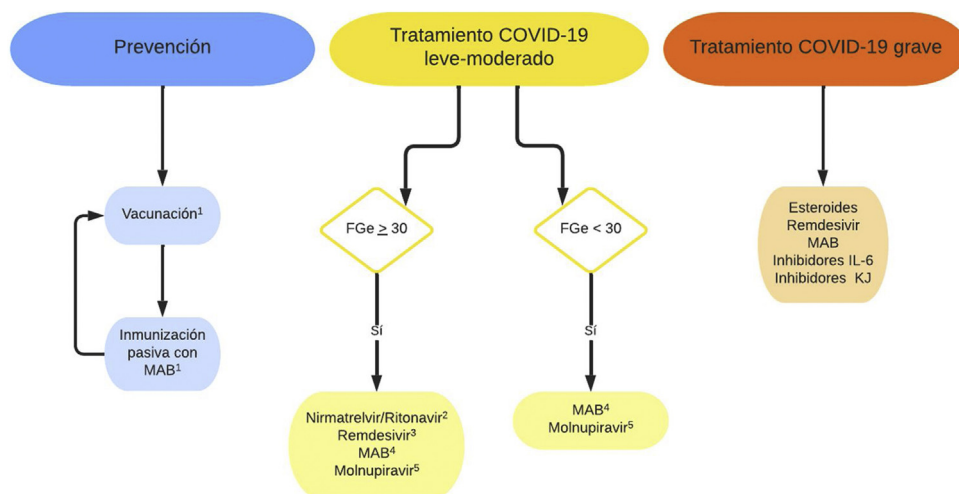 Prevención
Vacunación¹
Inmunización
pasiva con
MAB¹
Tratamiento COVID-19
leve-moderado
FGe ≥ 30
Sí
Nirmatrelvir/Ritonavir²
Remdesivir³
MAB⁴
Molnupiravir⁵
FGe < 30
Sí
MAB⁴
Molnupiravir⁵
Tratamiento COVID-19 grave
Esteroides
Remdesivir
MAB
Inhibidores IL-6
Inhibidores KJ